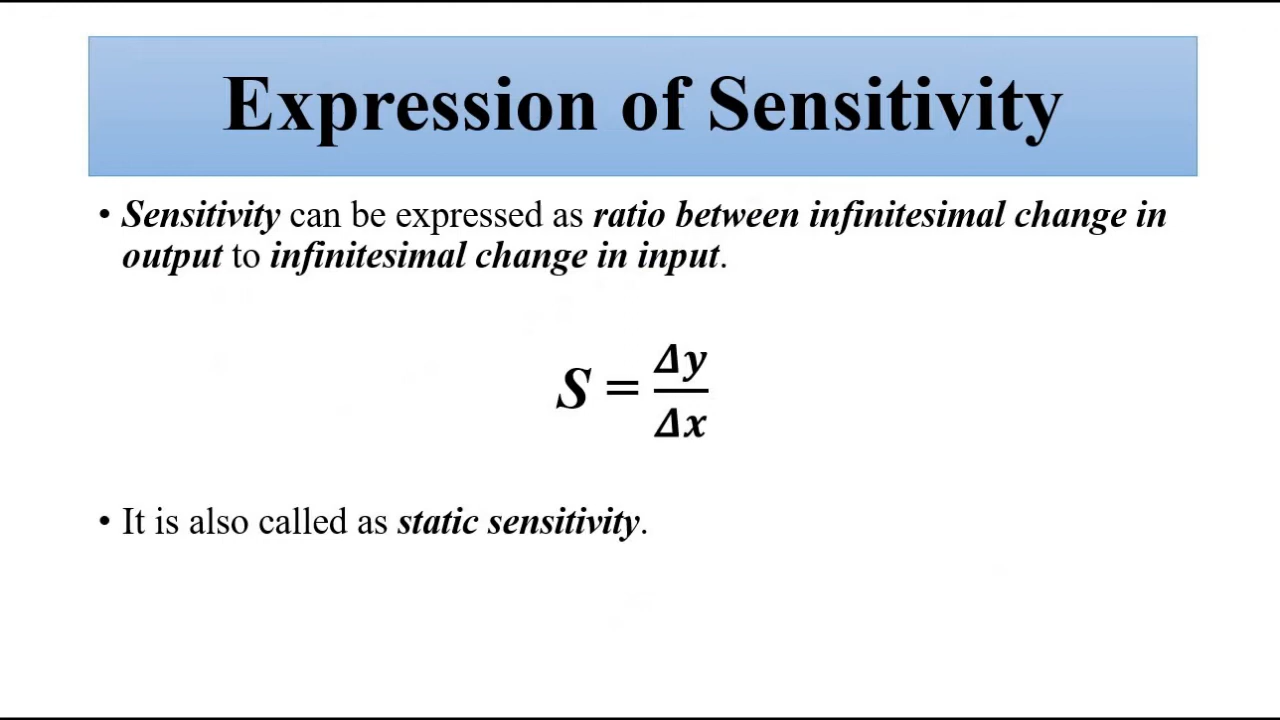 Expression of Sensitivity
• Sensitivity can be expressed as ratio between infinitesimal change in
output to infinitesimal change in input.
S = Δy/Δx
• It is also called as static sensitivity.